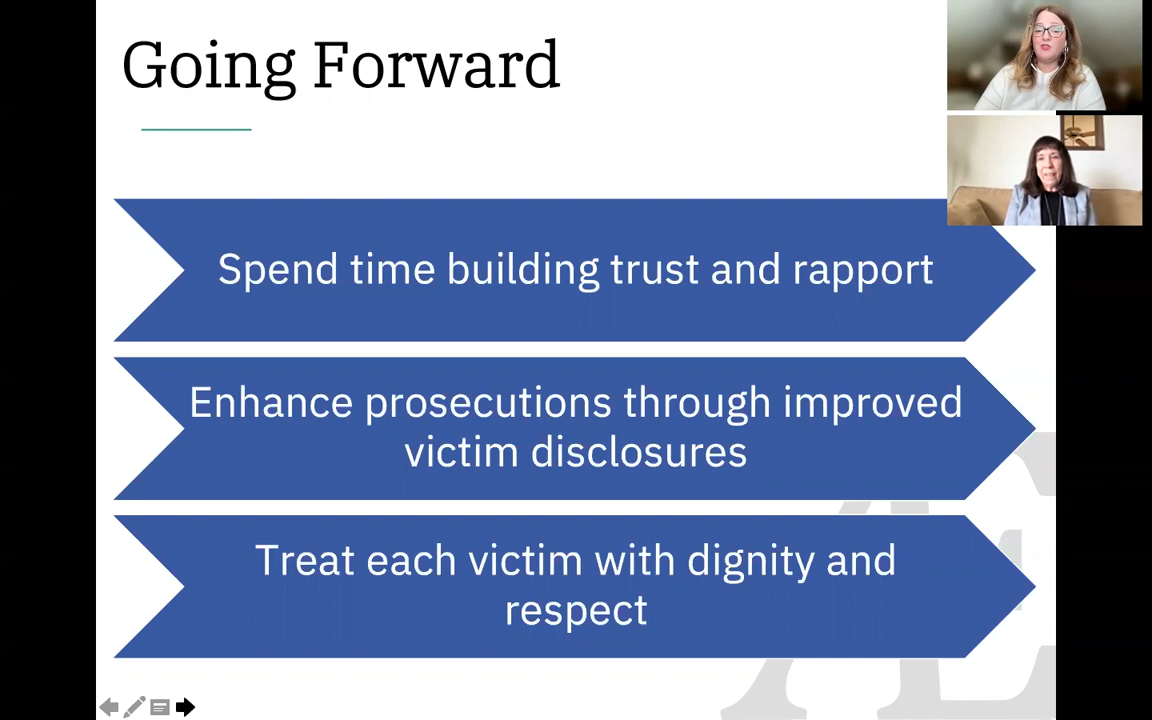 Going Forward
Spend time building trust and rapport
Enhance prosecutions through improved
victim disclosures
Treat each victim with dignity and
respect
Æ